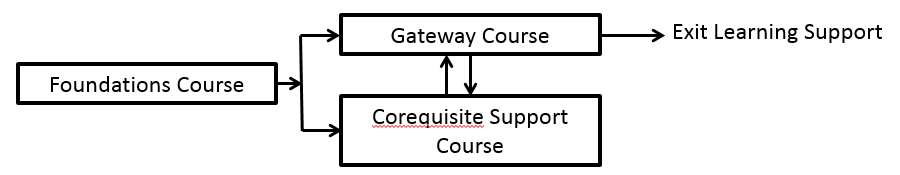 Gateway Course
Exit Learning Support
Foundations Course
Corequisite Support
Course